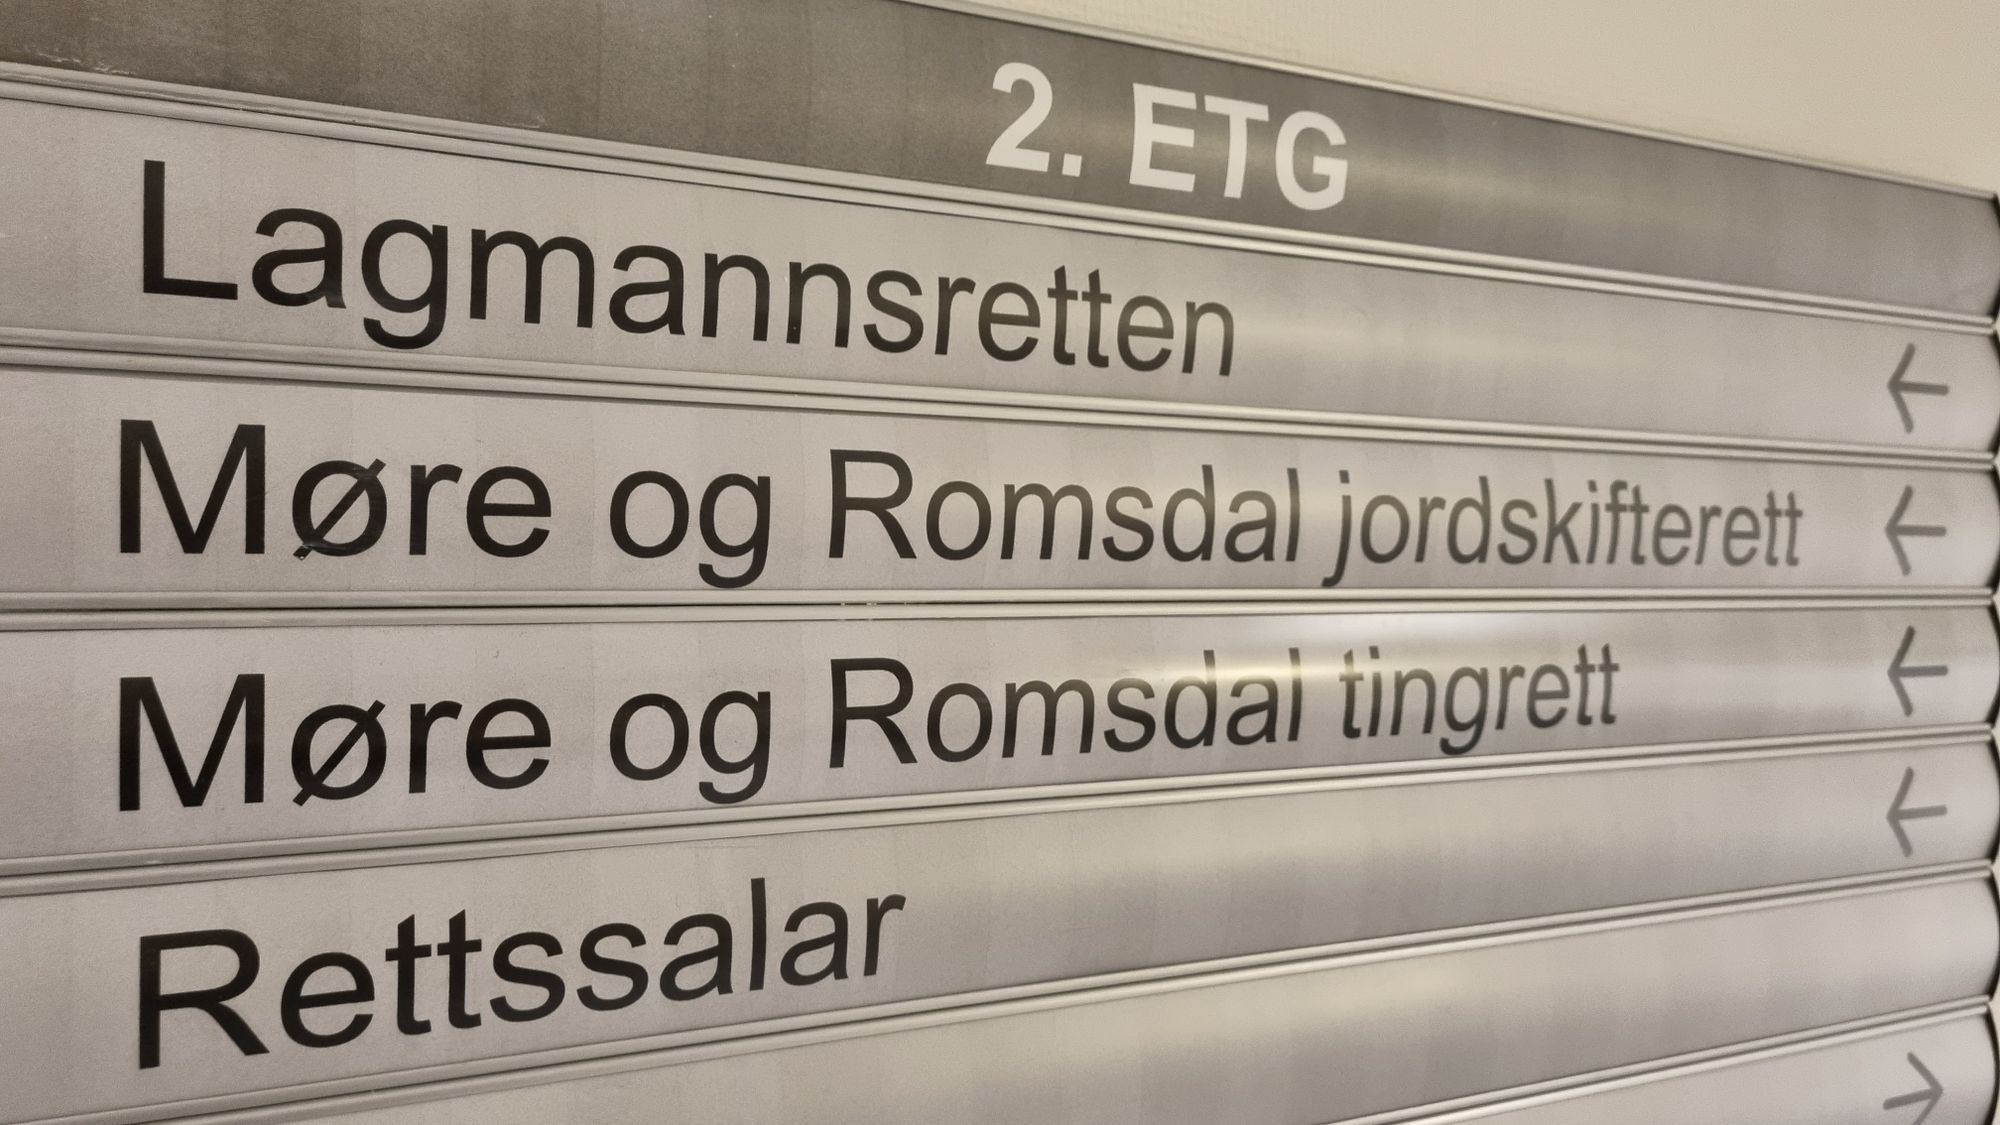 2. ETG
Lagmannsretten ←
Møre og Romsdal jordskifterett ←
Møre og Romsdal tingrett ←
Rettssalar ←
→